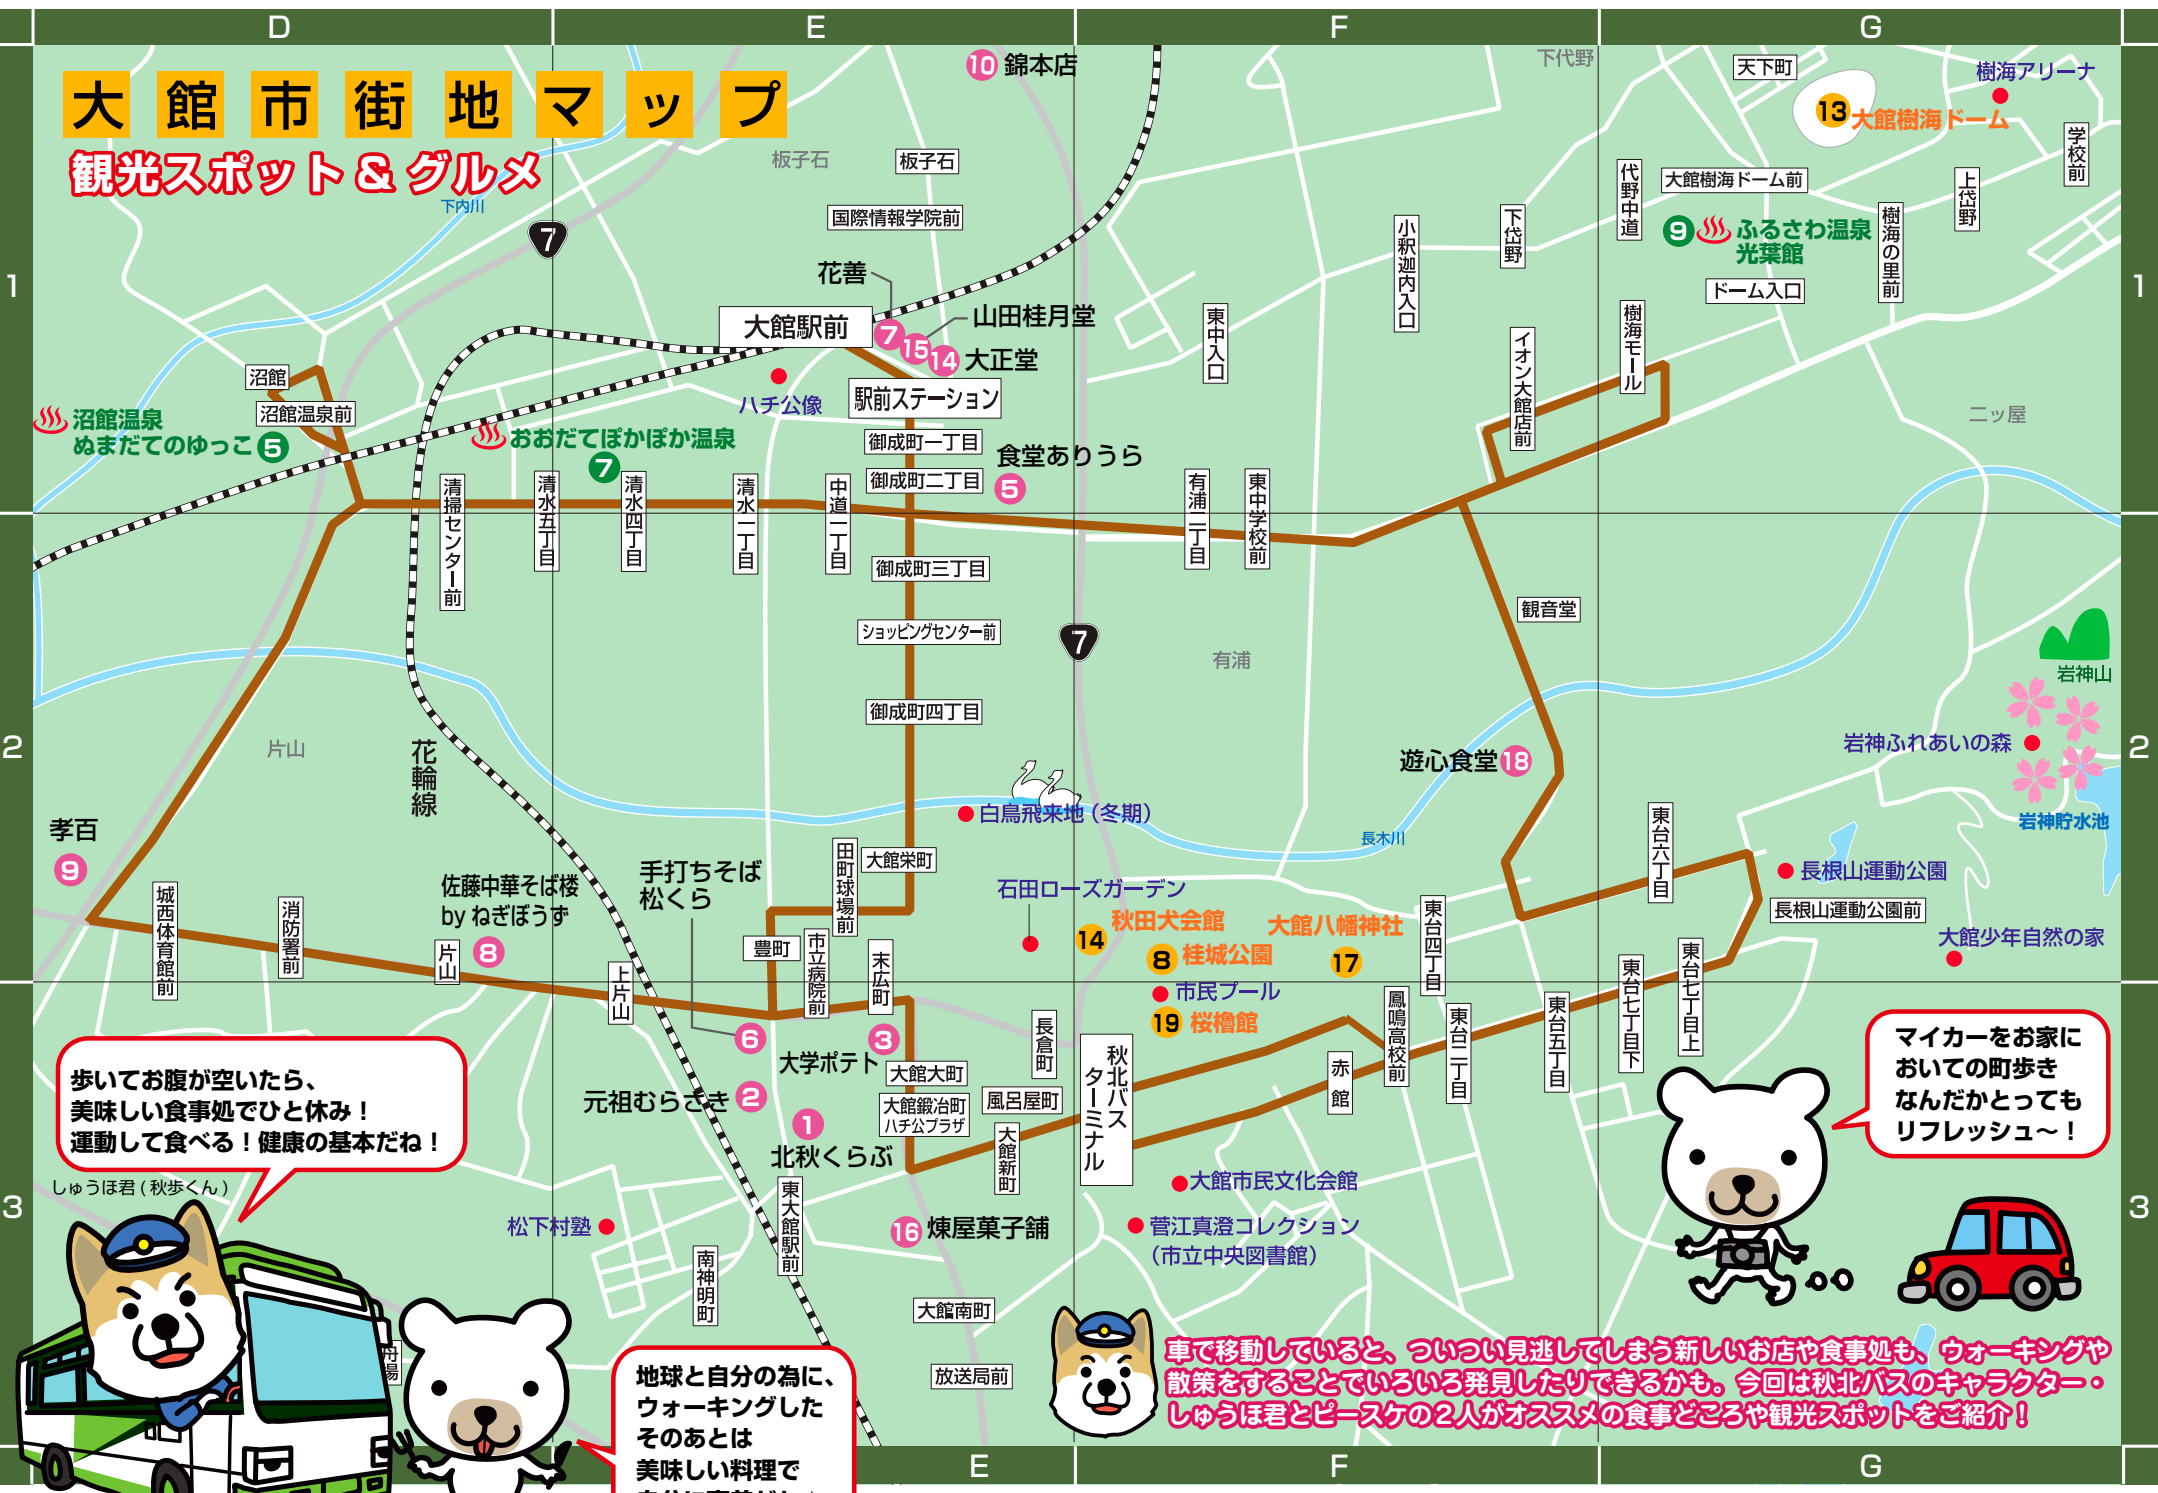 D
E
F
G
大館市街地マップ
観光スポット&グルメ
1
1
2
2
3
3
10 錦本店
下代野
天下町
樹海アリーナ
13 大館樹海ドーム
学校前
板子石
板子石
下内川
国際情報学院前
7
代野中道
大館樹海ドーム前
上岱野
小釈迦内入口
下岱野
9 ふるさわ温泉
光葉館
樹海の里前
花善
ドーム入口
大館駅前
7
15
14
山田桂月堂
大正堂
東中入口
樹海モール
イオン大館店前
沼館
沼館温泉前
ハチ公像
駅前ステーション
沼館温泉
ぬまだてのゆっこ 5
おおだてぽかぽか温泉
7
御成町一丁目
食堂ありうら
5
御成町二丁目
二ッ屋
清掃センター前
清水五丁目
清水四丁目
清水一丁目
中道一丁目
有浦二丁目
東中学校前
御成町三丁目
観音堂
ショッピングセンター前
7
有浦
岩神山
御成町四丁目
片山
花輪線
遊心食堂 18
岩神ふれあいの森
白鳥飛来地(冬期)
長木川
岩神貯水池
孝百
9
田町球場前
大館栄町
東台六丁目
長根山運動公園
長根山運動公園前
大館少年自然の家
手打ちそば
松くら
佐藤中華そば楼
by ねぎぼうず
8
石田ローズガーデン
14
秋田犬会館
8 桂城公園
大館八幡神社
17
市民プール
19 桜櫓館
城西体育館前
消防署前
片山
上片山
豊町
市立病院前
末広町
東台四丁目
東台七丁目下
東台七丁目上
鳳鳴高校前
東台二丁目
東台五丁目
6
3
大学ポテト
長倉町
大館大町
秋北バス
ターミナル
赤館
元祖むらさき 2
大館鍛冶町
ハチ公プラザ
風呂屋町
1
北秋くらぶ
大館新町
歩いてお腹が空いたら、
美味しい食事処でひと休み!
運動して食べる!健康の基本だね!
しゅうほ君(秋歩くん)
マイカーをお家に
おいての町歩き
なんだかとっても
リフレッシュ〜!
大館市民文化会館
菅江真澄コレクション
(市立中央図書館)
松下村塾
東大館駅前
16 煉屋菓子舗
南神明町
大館南町
放送局前
地球と自分の為に、
ウォーキングした
そのあとは
美味しい料理で
車で移動していると、ついつい見逃してしまう新しいお店や食事処も、ウォーキングや
散策をすることでいろいろ発見したりできるかも。今回は秋北バスのキャラクター・
しゅうほ君とピースケの2人がオススメの食事どころや観光スポットをご紹介!
E
F
G